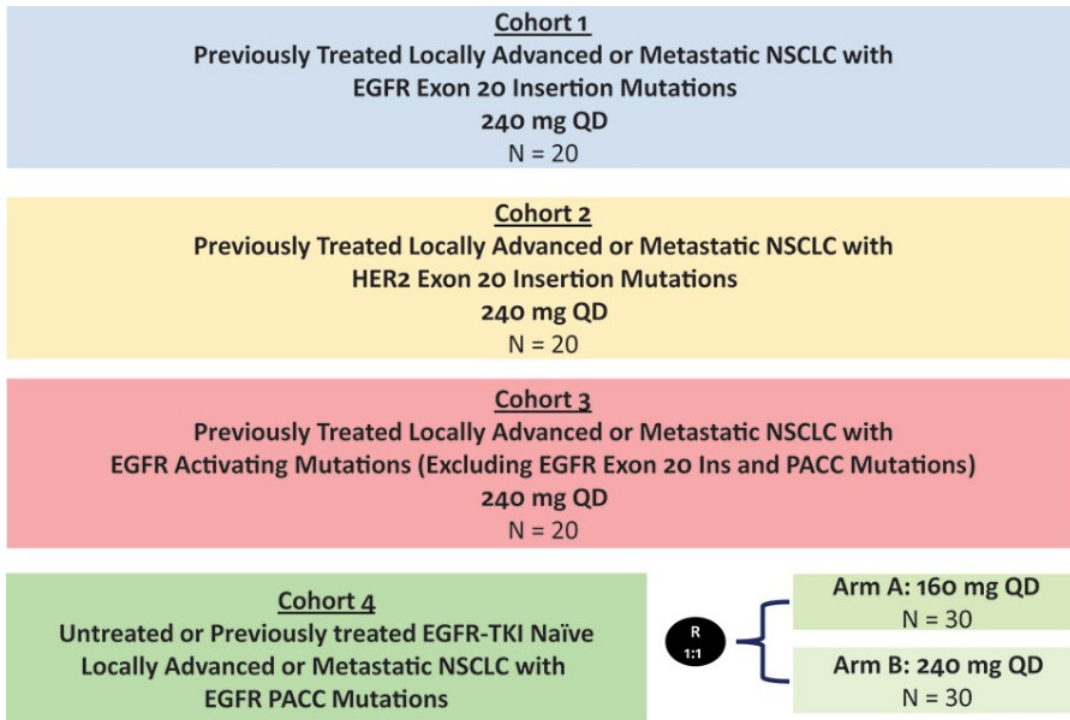 Cohort 1
Previously Treated Locally Advanced or Metastatic NSCLC with
EGFR Exon 20 Insertion Mutations
240 mg QD
N = 20
Cohort 2
Previously Treated Locally Advanced or Metastatic NSCLC with
HER2 Exon 20 Insertion Mutations
240 mg QD
N = 20
Cohort 3
Previously Treated Locally Advanced or Metastatic NSCLC with
EGFR Activating Mutations (Excluding EGFR Exon 20 Ins and PACC Mutations)
240 mg QD
N = 20
Cohort 4
Untreated or Previously treated EGFR-TKI Naïve
Locally Advanced or Metastatic NSCLC with
EGFR PACC Mutations
R
1:1
Arm A: 160 mg QD
N = 30
Arm B: 240 mg QD
N = 30